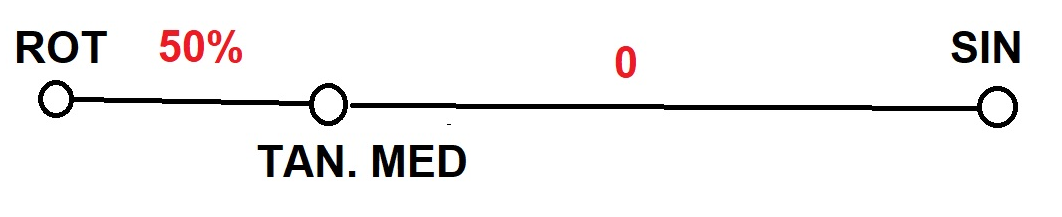 ROT 50% 0 SIN
TAN. MED